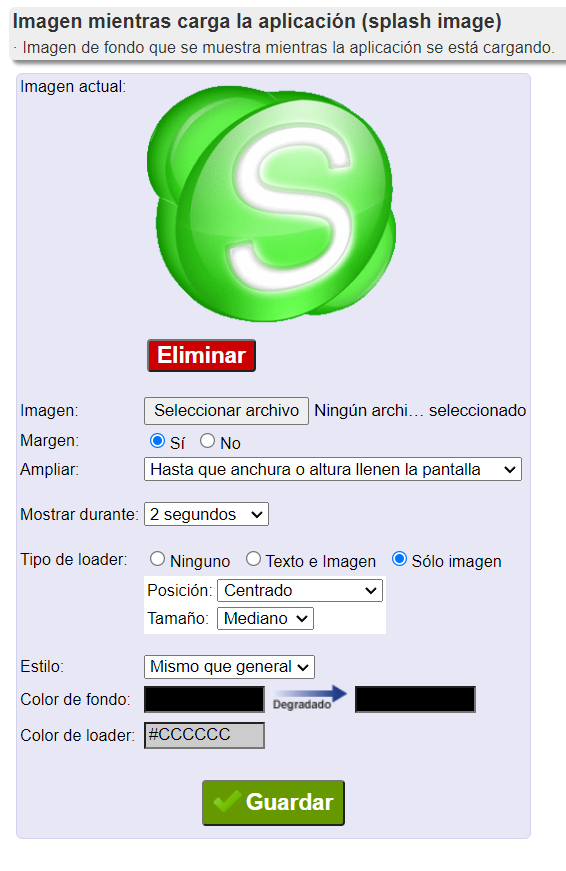 Imagen mientras carga la aplicación (splash image)
· Imagen de fondo que se muestra mientras la aplicación se está cargando.
Imagen actual:
S
Eliminar
Imagen: Seleccionar archivo Ningún archi… seleccionado
Margen: Sí No
Ampliar: Hasta que anchura o altura llenen la pantalla
Mostrar durante: 2 segundos
Tipo de loader: Ninguno Texto e Imagen Sólo imagen
Posición: Centrado
Tamaño: Mediano
Estilo: Mismo que general
Color de fondo: Degradado
Color de loader: #CCCCCC
Guardar